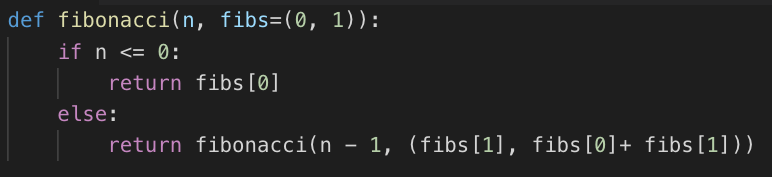 def fibonacci(n, fibs=(0, 1)):
    if n <= 0:
        return fibs[0]
    else:
        return fibonacci(n - 1, (fibs[1], fibs[0]+ fibs[1]))